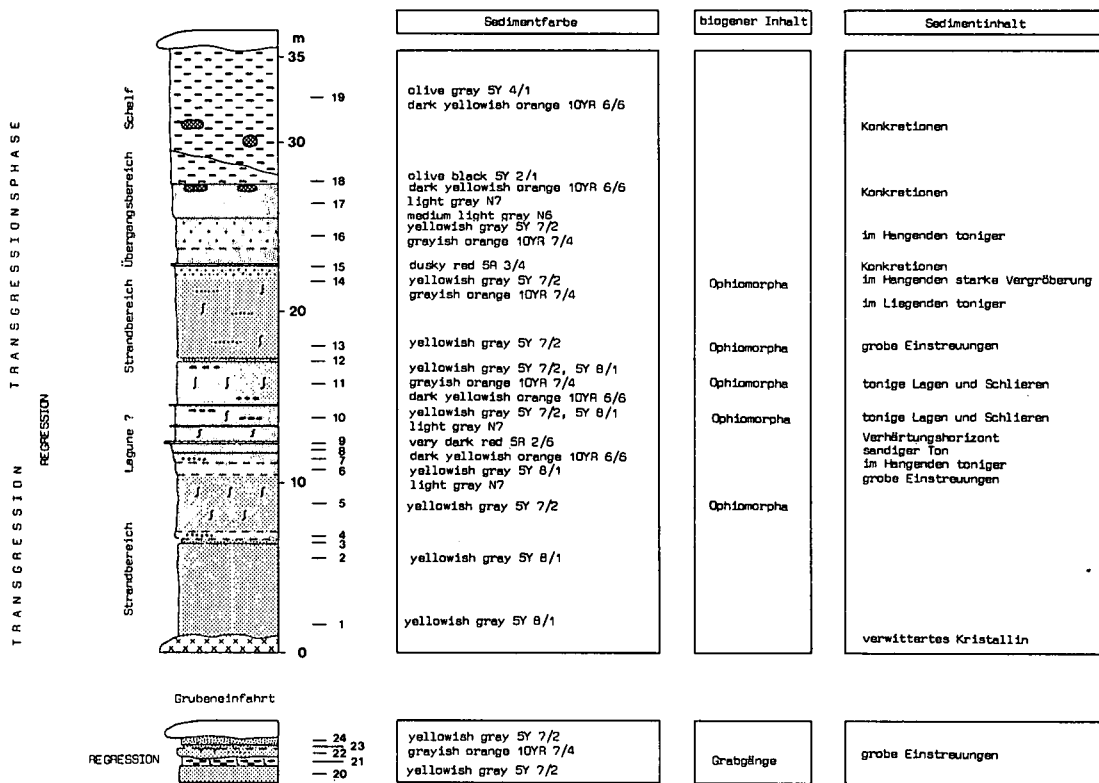 Sedimentfarbe
biogener Inhalt
Sedimentinhalt
m
35
30
20
10
0
TRANSGRESSIONSPHASE
REGRESSION
TRANSGRESSION
Schelf
Übergangsbereich
Strandbereich
Lagune ?
Strandbereich
19
18
17
16
15
14
13
12
11
10
9
8
7
6
5
4
3
2
1
olive gray 5Y 4/1
dark yellowish orange 10YR 6/6
olive black 5Y 2/1
dark yellowish orange 10YR 6/6
light gray N7
medium light gray N6
yellowish gray 5Y 7/2
grayish orange 10YR 7/4
dusky red 5R 3/4
yellowish gray 5Y 7/2
grayish orange 10YR 7/4
yellowish gray 5Y 7/2
yellowish gray 5Y 7/2, 5Y 8/1
grayish orange 10YR 7/4
dark yellowish orange 10YR 6/6
yellowish gray 5Y 7/2, 5Y 8/1
light gray N7
very dark red 5R 2/6
dark yellowish orange 10YR 6/6
yellowish gray 5Y 8/1
light gray N7
yellowish gray 5Y 7/2
yellowish gray 5Y 8/1
yellowish gray 5Y 8/1
Ophiomorpha
Ophiomorpha
Ophiomorpha
Ophiomorpha
Ophiomorpha
Konkretionen
Konkretionen
im Hangenden toniger
Konkretionen
im Hangenden starke Vergröberung
im Liegenden toniger
grobe Einstreuungen
tonige Lagen und Schlieren
tonige Lagen und Schlieren
Verhärtungshorizont
sandiger Ton
im Hangenden toniger
grobe Einstreuungen
verwittertes Kristallin
Grubeneinfahrt
REGRESSION
24
23
22
21
20
yellowish gray 5Y 7/2
grayish orange 10YR 7/4
yellowish gray 5Y 7/2
Grabgänge
grobe Einstreuungen